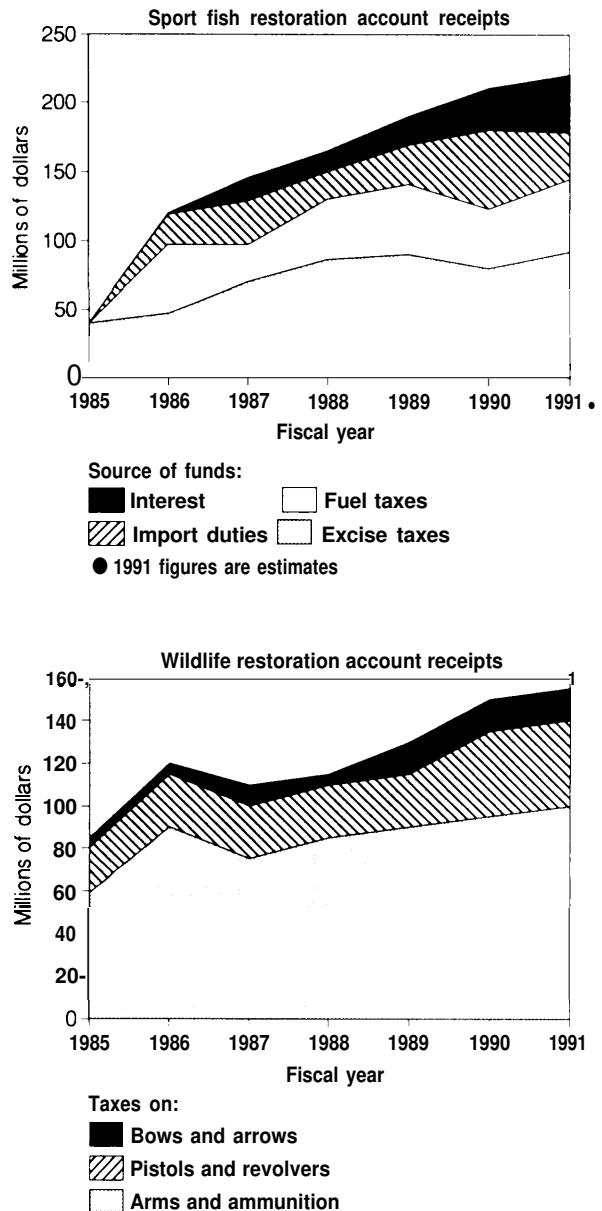 Sport fish restoration account receipts
250
200
150
100
50
0
Millions of dollars
1985 1986 1987 1988 1989 1990 1991 •
Fiscal year
Source of funds:
Interest Fuel taxes
Import duties Excise taxes
● 1991 figures are estimates
Wildlife restoration account receipts
160-,
140
120
100
80
60
40
20-
0
Millions of dollars
1985 1986 1987 1988 1989 1990 1991
Fiscal year
Taxes on:
Bows and arrows
Pistols and revolvers
Arms and ammunition